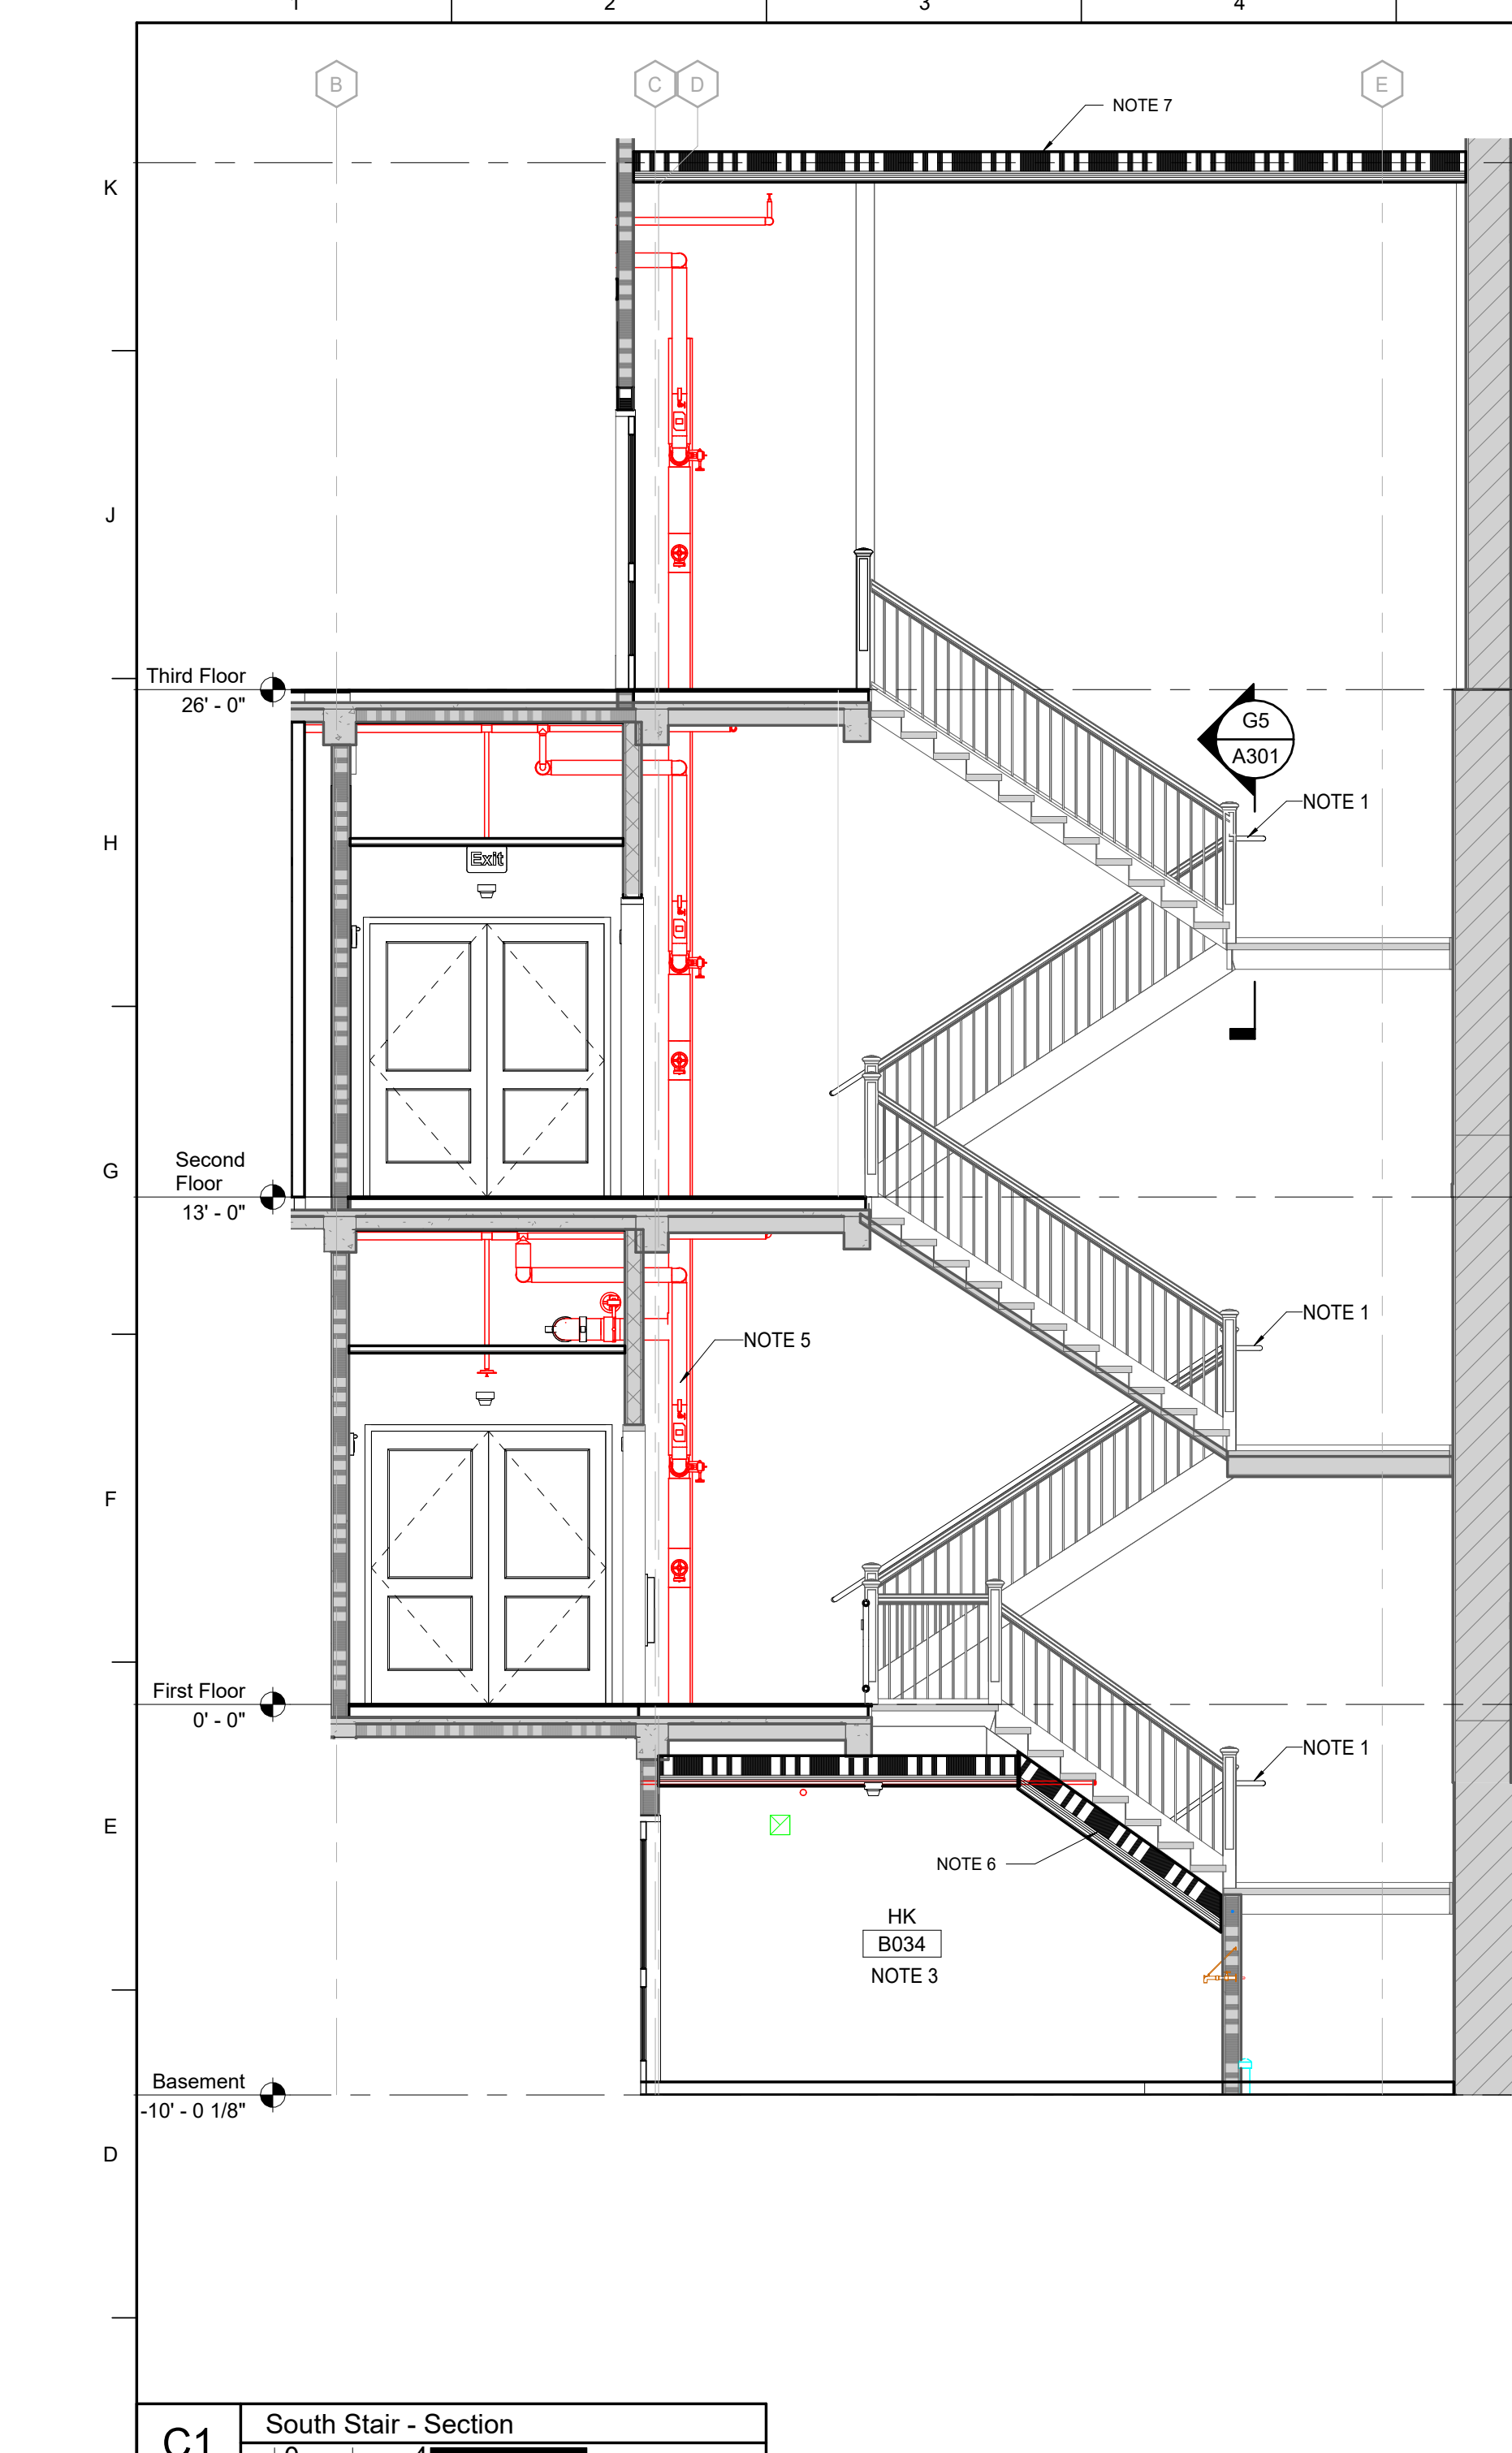 1 2 3 4
B C D E
NOTE 7
K
J
Third Floor
26' - 0"
G5
A301
NOTE 1
H
Exit
Second
Floor
G
13' - 0"
NOTE 1
NOTE 5
F
First Floor
0' - 0"
NOTE 1
E
NOTE 6
HK
B034
NOTE 3
Basement
-10' - 0 1/8"
D
South Stair - Section
C1
0 4